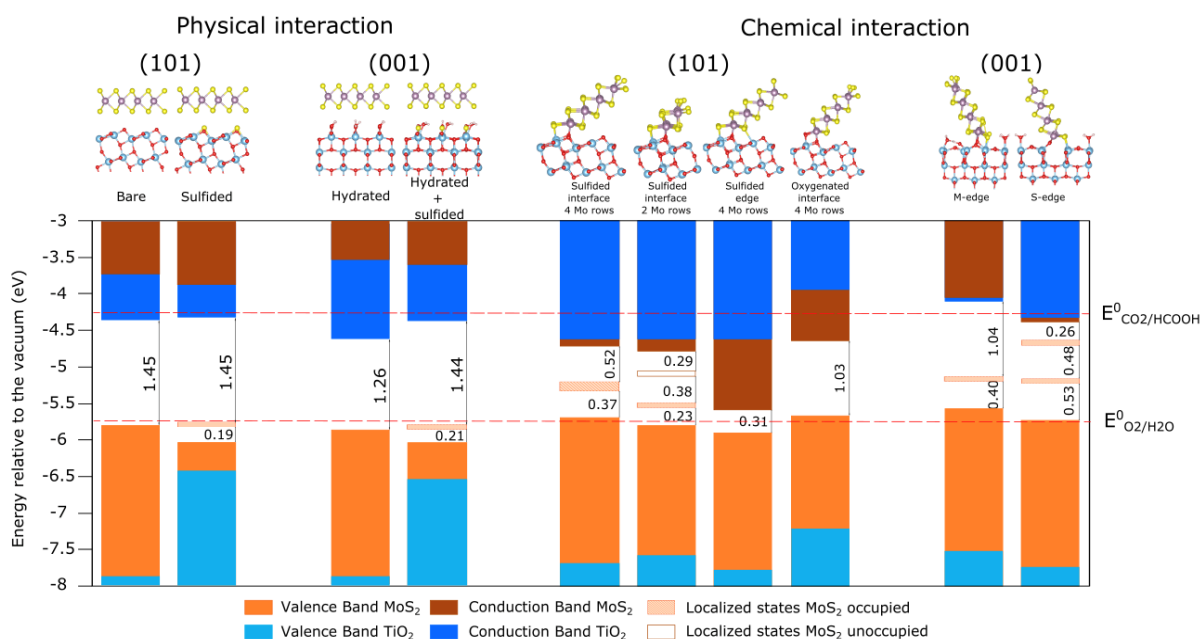 Physical interaction
Chemical interaction
(101)
(001)
(101)
(001)
Bare
Sulfided
Hydrated
Hydrated
+
sulfided
Sulfided
interface
4 Mo rows
Sulfided
interface
2 Mo rows
Sulfided
edge
4 Mo rows
Oxygenated
interface
4 Mo rows
M-edge
S-edge
Energy relative to the vacuum (eV)
-3
-3.5
-4
-4.5
-5
-5.5
-6
-6.5
-7
-7.5
-8
1.45
1.45
0.19
1.26
1.44
0.21
0.52
0.37
0.29
0.38
0.23
0.31
1.03
1.04
0.40
0.26
0.48
0.53
E⁰CO2/HCOOH
E⁰O2/H2O
Valence Band MoS₂
Conduction Band MoS₂
Localized states MoS₂ occupied
Valence Band TiO₂
Conduction Band TiO₂
Localized states MoS₂ unoccupied